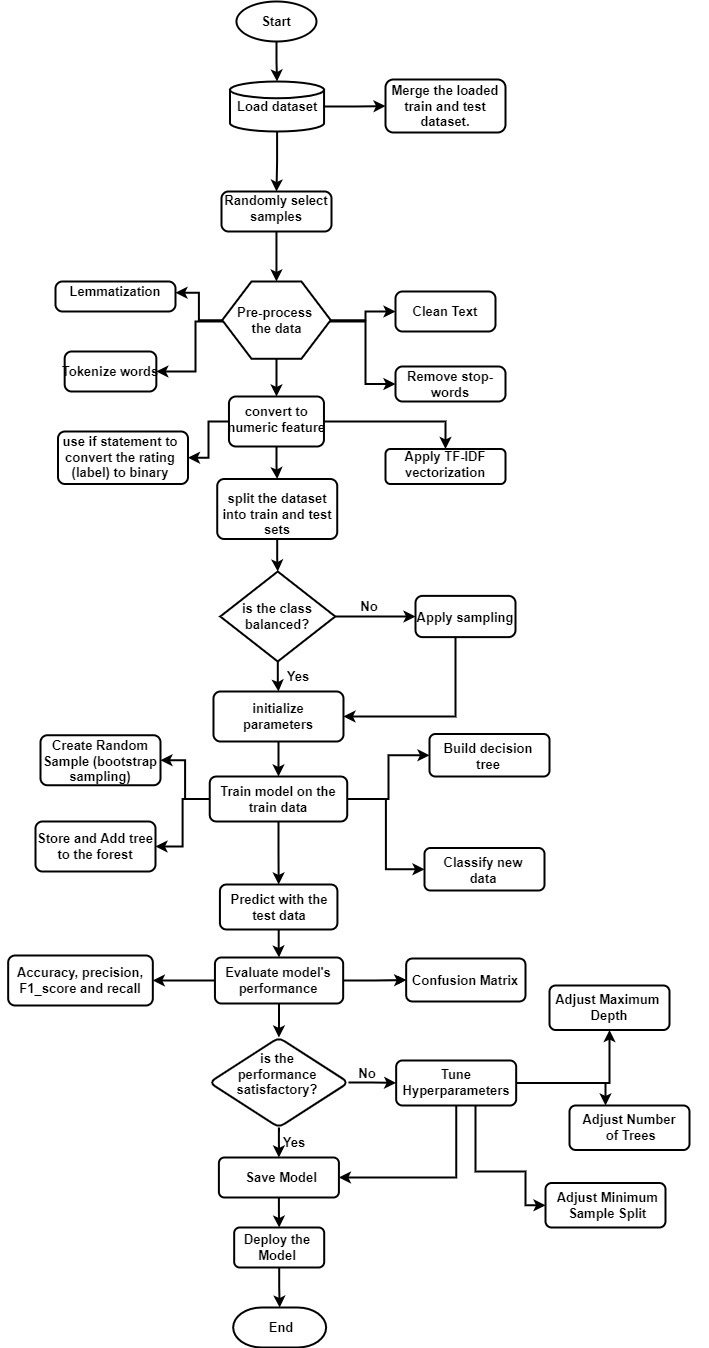 Start
Load dataset
Merge the loaded
train and test
dataset.
Randomly select
samples
Lemmatization
Pre-process
the data
Clean Text
Tokenize words
Remove stop-
words
convert to
numeric feature
use if statement to
convert the rating
(label) to binary
Apply TF-IDF
vectorization
split the dataset
into train and test
sets
is the class
balanced?
No
Apply sampling
Yes
initialize
parameters
Create Random
Sample (bootstrap
sampling)
Build decision
tree
Train model on the
train data
Store and Add tree
to the forest
Classify new
data
Predict with the
test data
Accuracy, precision,
F1_score and recall
Evaluate model's
performance
Confusion Matrix
Adjust Maximum
Depth
is the
performance
satisfactory?
No
Tune
Hyperparameters
Adjust Number
of Trees
Yes
Save Model
Adjust Minimum
Sample Split
Deploy the
Model
End